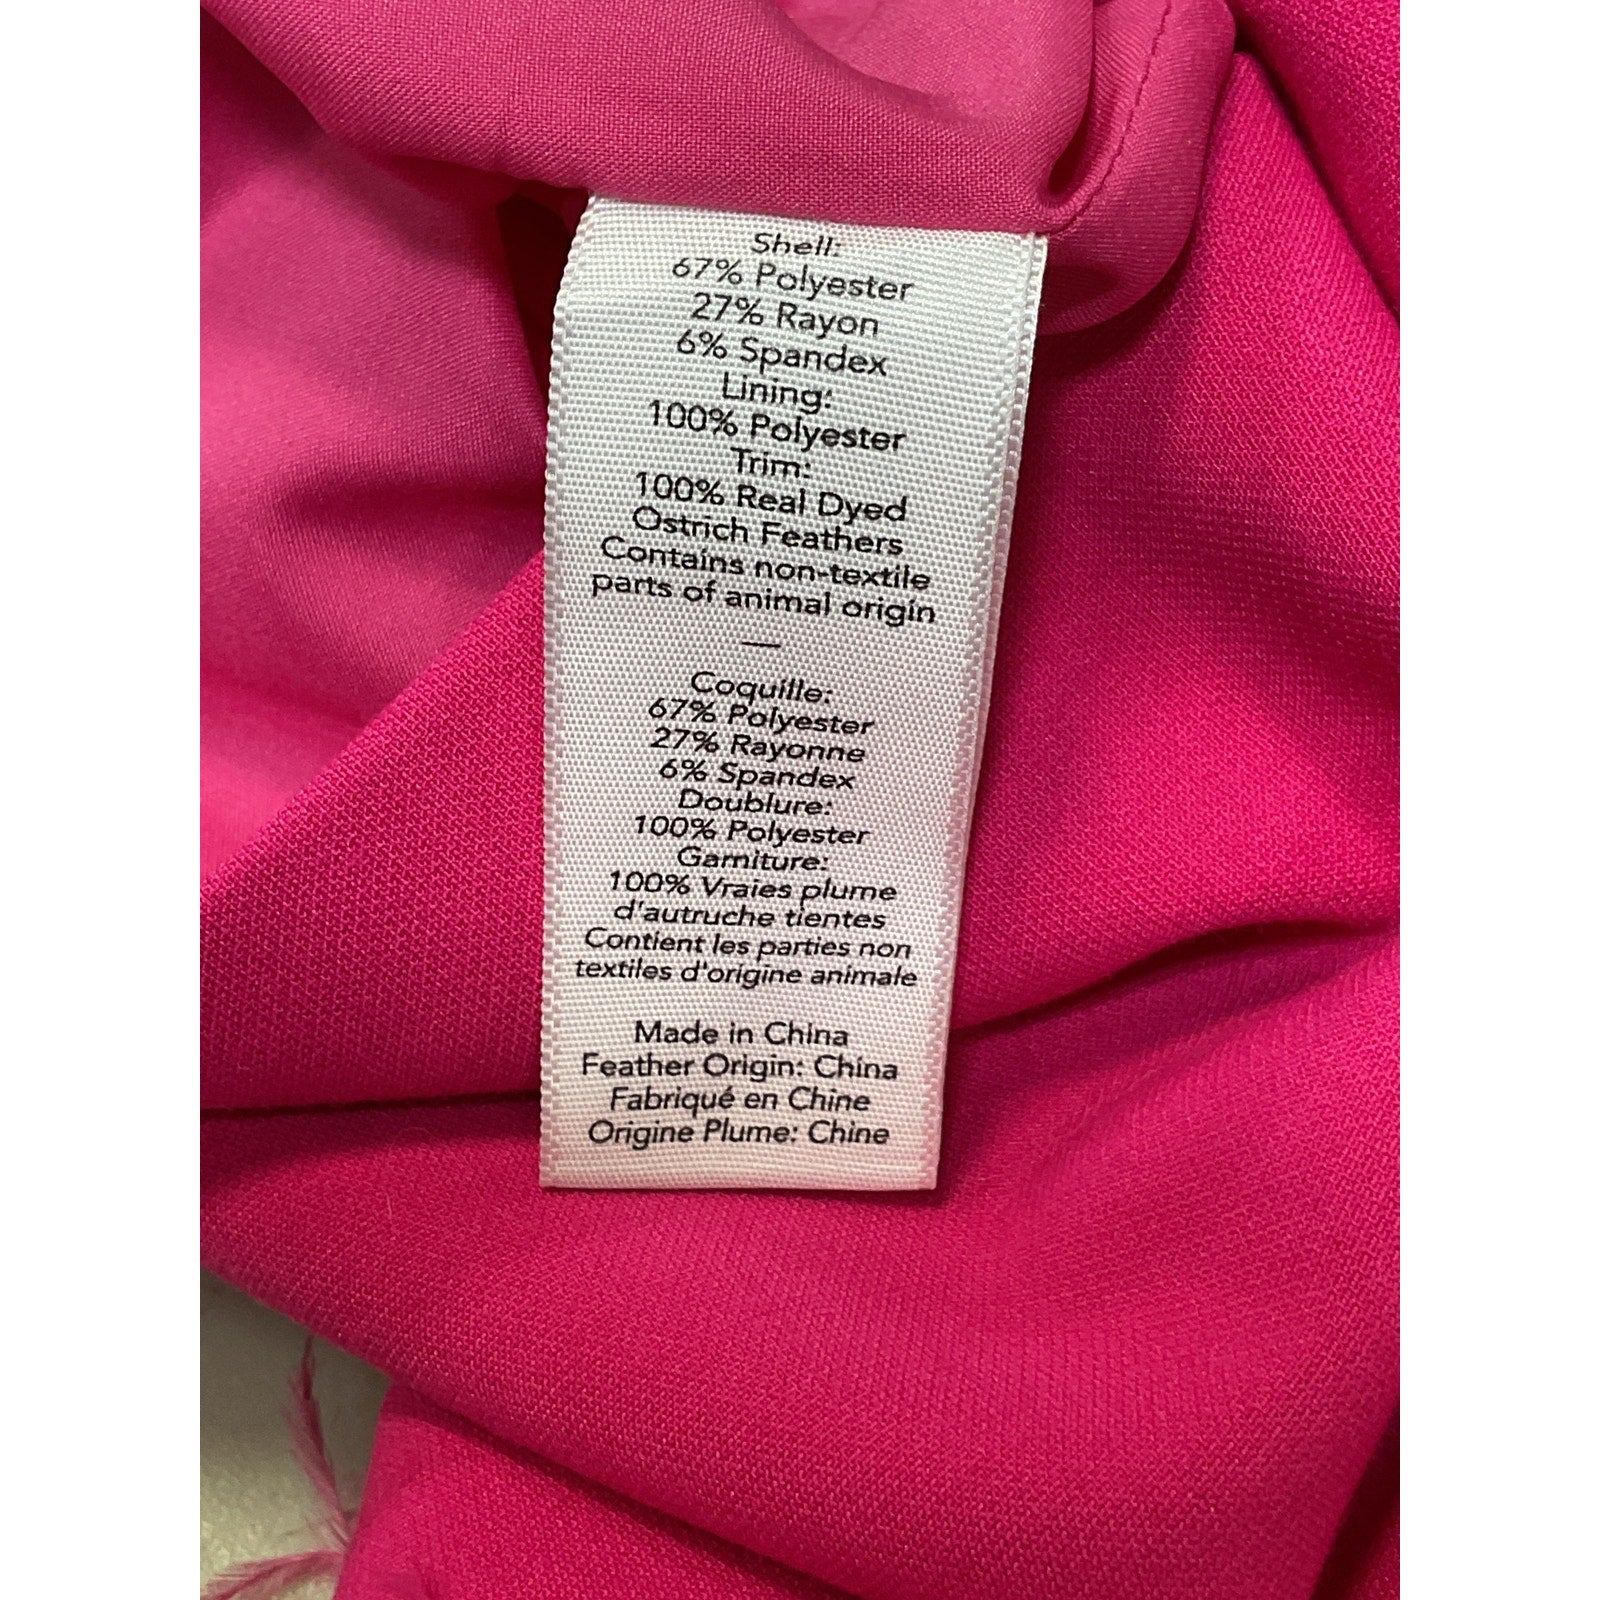 Shell:
67% Polyester
27% Rayon
6% Spandex
Lining:
100% Polyester
Trim:
100% Real Dyed
Ostrich Feathers
Contains non-textile
parts of animal origin
—
Coquille:
67% Polyester
27% Rayonne
6% Spandex
Doublure:
100% Polyester
Garniture:
100% Vraies plume
d'autruche tientes
Contient les parties non
textiles d'origine animale
Made in China
Feather Origin: China
Fabriqué en Chine
Origine Plume: Chine